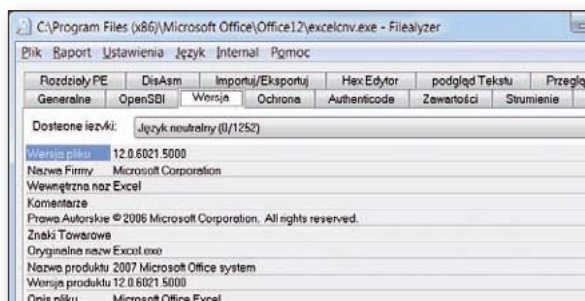 C:\Program Files (x86)\Microsoft Office\Office12\excelcnv.exe - Filealyzer
Plik Raport Ustawienia Język Internal Pgmoc
Rozdziały PE DisAsm Importuj/Eksportuj Hex Edytor podgląd Tekstu Przeglą
Generalne OpenSBI Wersja Ochrona Authenticode Zawartości Strumienie
Dosteone jezyki: Język neutralny (0/1252)
Wersja pliku 12.0.6021.5000
Nazwa Firmy Microsoft Corporation
Wewnętrzna naz Excel
Komentarze
Prawa Autorskie © 2006 Microsoft Corporation. All rights reserved.
Znaki Towarowe
Oryginalna nazw Excel.exe
Nazwa produktu 2007 Microsoft Office system
Wersja produktu 12.0.6021.5000
Opis pliku Microsoft Office Excel